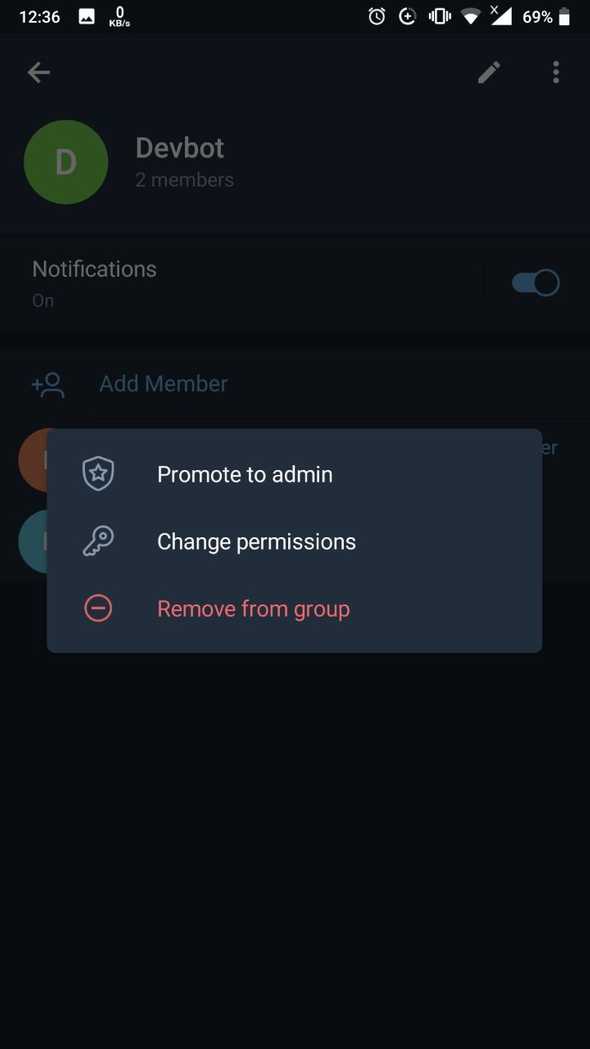 12:36 0 KB/s X 69%
D
Devbot
2 members
Notifications
On
Add Member
er
Promote to admin
Change permissions
Remove from group